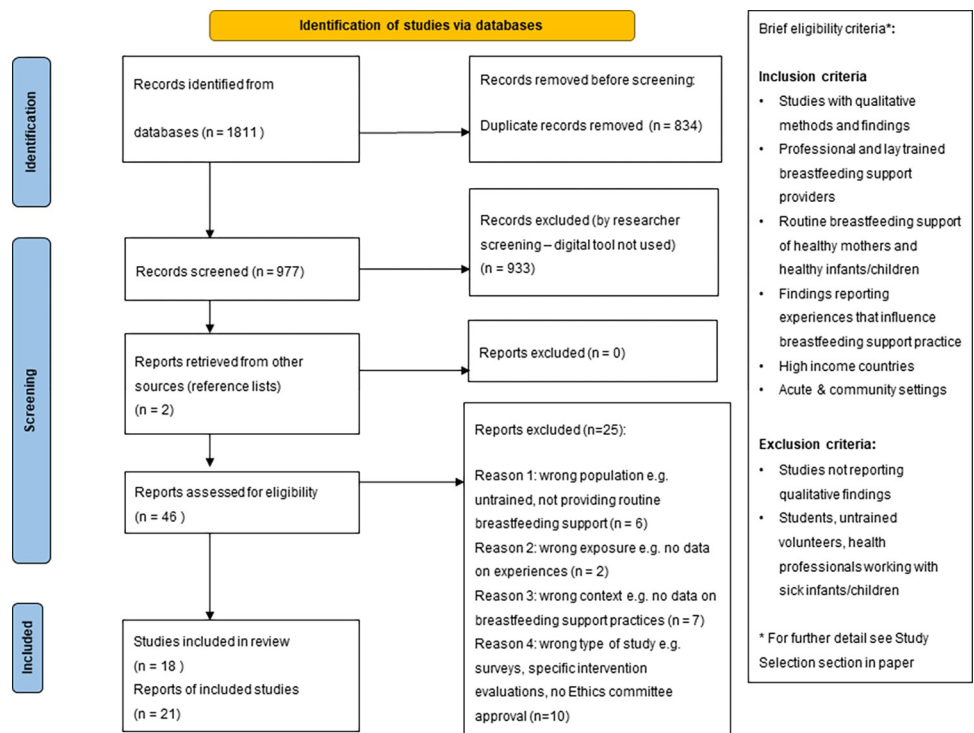 Identification of studies via databases
Identification
Records identified from
databases (n = 1811)
Records removed before screening:
Duplicate records removed (n = 834)
Screening
Records screened (n = 977)
Records excluded (by researcher
screening – digital tool not used)
(n = 933)
Reports retrieved from other
sources (reference lists)
(n = 2)
Reports excluded (n = 0)
Reports assessed for eligibility
(n = 46 )
Reports excluded (n=25):
Reason 1: wrong population e.g.
untrained, not providing routine
breastfeeding support (n = 6)
Reason 2: wrong exposure e.g. no data
on experiences (n = 2)
Reason 3: wrong context e.g. no data on
breastfeeding support practices (n = 7)
Reason 4: wrong type of study e.g.
surveys, specific intervention
evaluations, no Ethics committee
approval (n=10)
Included
Studies included in review
(n = 18)
Reports of included studies
(n = 21)
Brief eligibility criteria*:
Inclusion criteria
• Studies with qualitative
methods and findings
• Professional and lay trained
breastfeeding support
providers
• Routine breastfeeding support
of healthy mothers and
healthy infants/children
• Findings reporting
experiences that influence
breastfeeding support practice
• High income countries
• Acute & community settings
Exclusion criteria:
• Studies not reporting
qualitative findings
• Students, untrained
volunteers, health
professionals working with
sick infants/children
* For further detail see Study
Selection section in paper